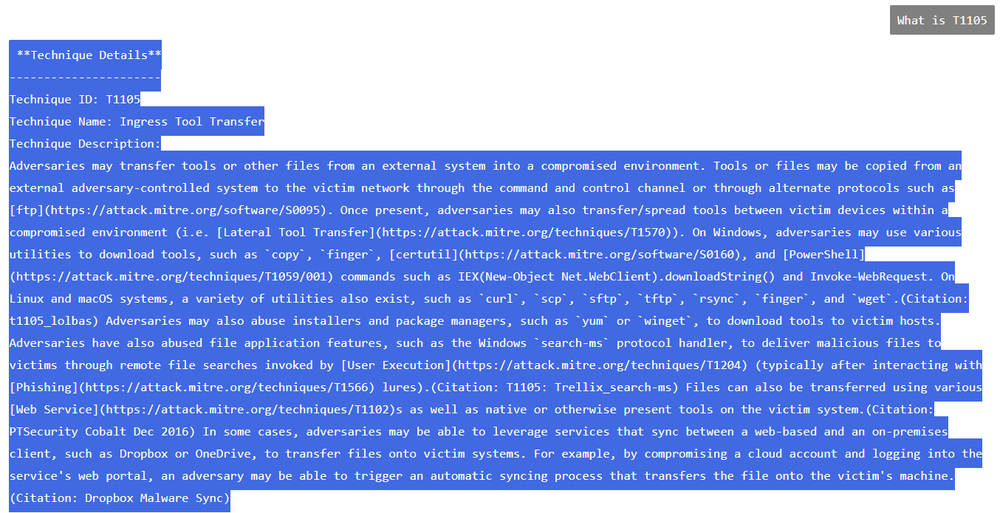 What is T1105
**Technique Details**
----------------------
Technique ID: T1105
Technique Name: Ingress Tool Transfer
Technique Description:
Adversaries may transfer tools or other files from an external system into a compromised environment. Tools or files may be copied from an
external adversary-controlled system to the victim network through the command and control channel or through alternate protocols such as
[ftp](https://attack.mitre.org/software/S0095). Once present, adversaries may also transfer/spread tools between victim devices within a
compromised environment (i.e. [Lateral Tool Transfer](https://attack.mitre.org/techniques/T1570)). On Windows, adversaries may use various
utilities to download tools, such as `copy`, `finger`, [certutil](https://attack.mitre.org/software/S0160), and [PowerShell]
(https://attack.mitre.org/techniques/T1059/001) commands such as IEX(New-Object Net.WebClient).downloadString() and Invoke-WebRequest. On
Linux and macOS systems, a variety of utilities also exist, such as `curl`, `scp`, `sftp`, `tftp`, `rsync`, `finger`, and `wget`.(Citation:
t1105_lolbas) Adversaries may also abuse installers and package managers, such as `yum` or `winget`, to download tools to victim hosts.
Adversaries have also abused file application features, such as the Windows `search-ms` protocol handler, to deliver malicious files to
victims through remote file searches invoked by [User Execution](https://attack.mitre.org/techniques/T1204) (typically after interacting with
[Phishing](https://attack.mitre.org/techniques/T1566) lures).(Citation: T1105: Trellix_search-ms) Files can also be transferred using various
[Web Service](https://attack.mitre.org/techniques/T1102)s as well as native or otherwise present tools on the victim system.(Citation:
PTSecurity Cobalt Dec 2016) In some cases, adversaries may be able to leverage services that sync between a web-based and an on-premises
client, such as Dropbox or OneDrive, to transfer files onto victim systems. For example, by compromising a cloud account and logging into the
service's web portal, an adversary may be able to trigger an automatic syncing process that transfers the file onto the victim's machine.
(Citation: Dropbox Malware Sync)